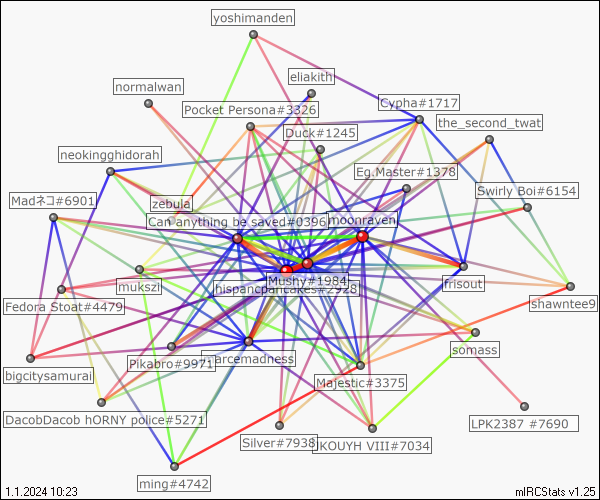 yoshimanden
eliakith
normalwan
Pocket Persona#3326
Cypha#1717
the_second_twat
Duck#1245
neokingghidorah
Eg.Master#1378
Swirly Boi#6154
Madネコ#6901
zebula
Can anything be saved#0396
moonraven
mukszi
Mushy#1984
hispancpancakes#2928
frisout
Fedora Stoat#4479
shawntee9
somass
bigcitysamurai
Pikabro#9971
arcemadness
Majestic#3375
DacobDacob hORNY police#5271
LPK2387 #7690
Silver#7938
JKOUYH VIII#7034
ming#4742
1.1.2024 10:23
mIRCStats v1.25